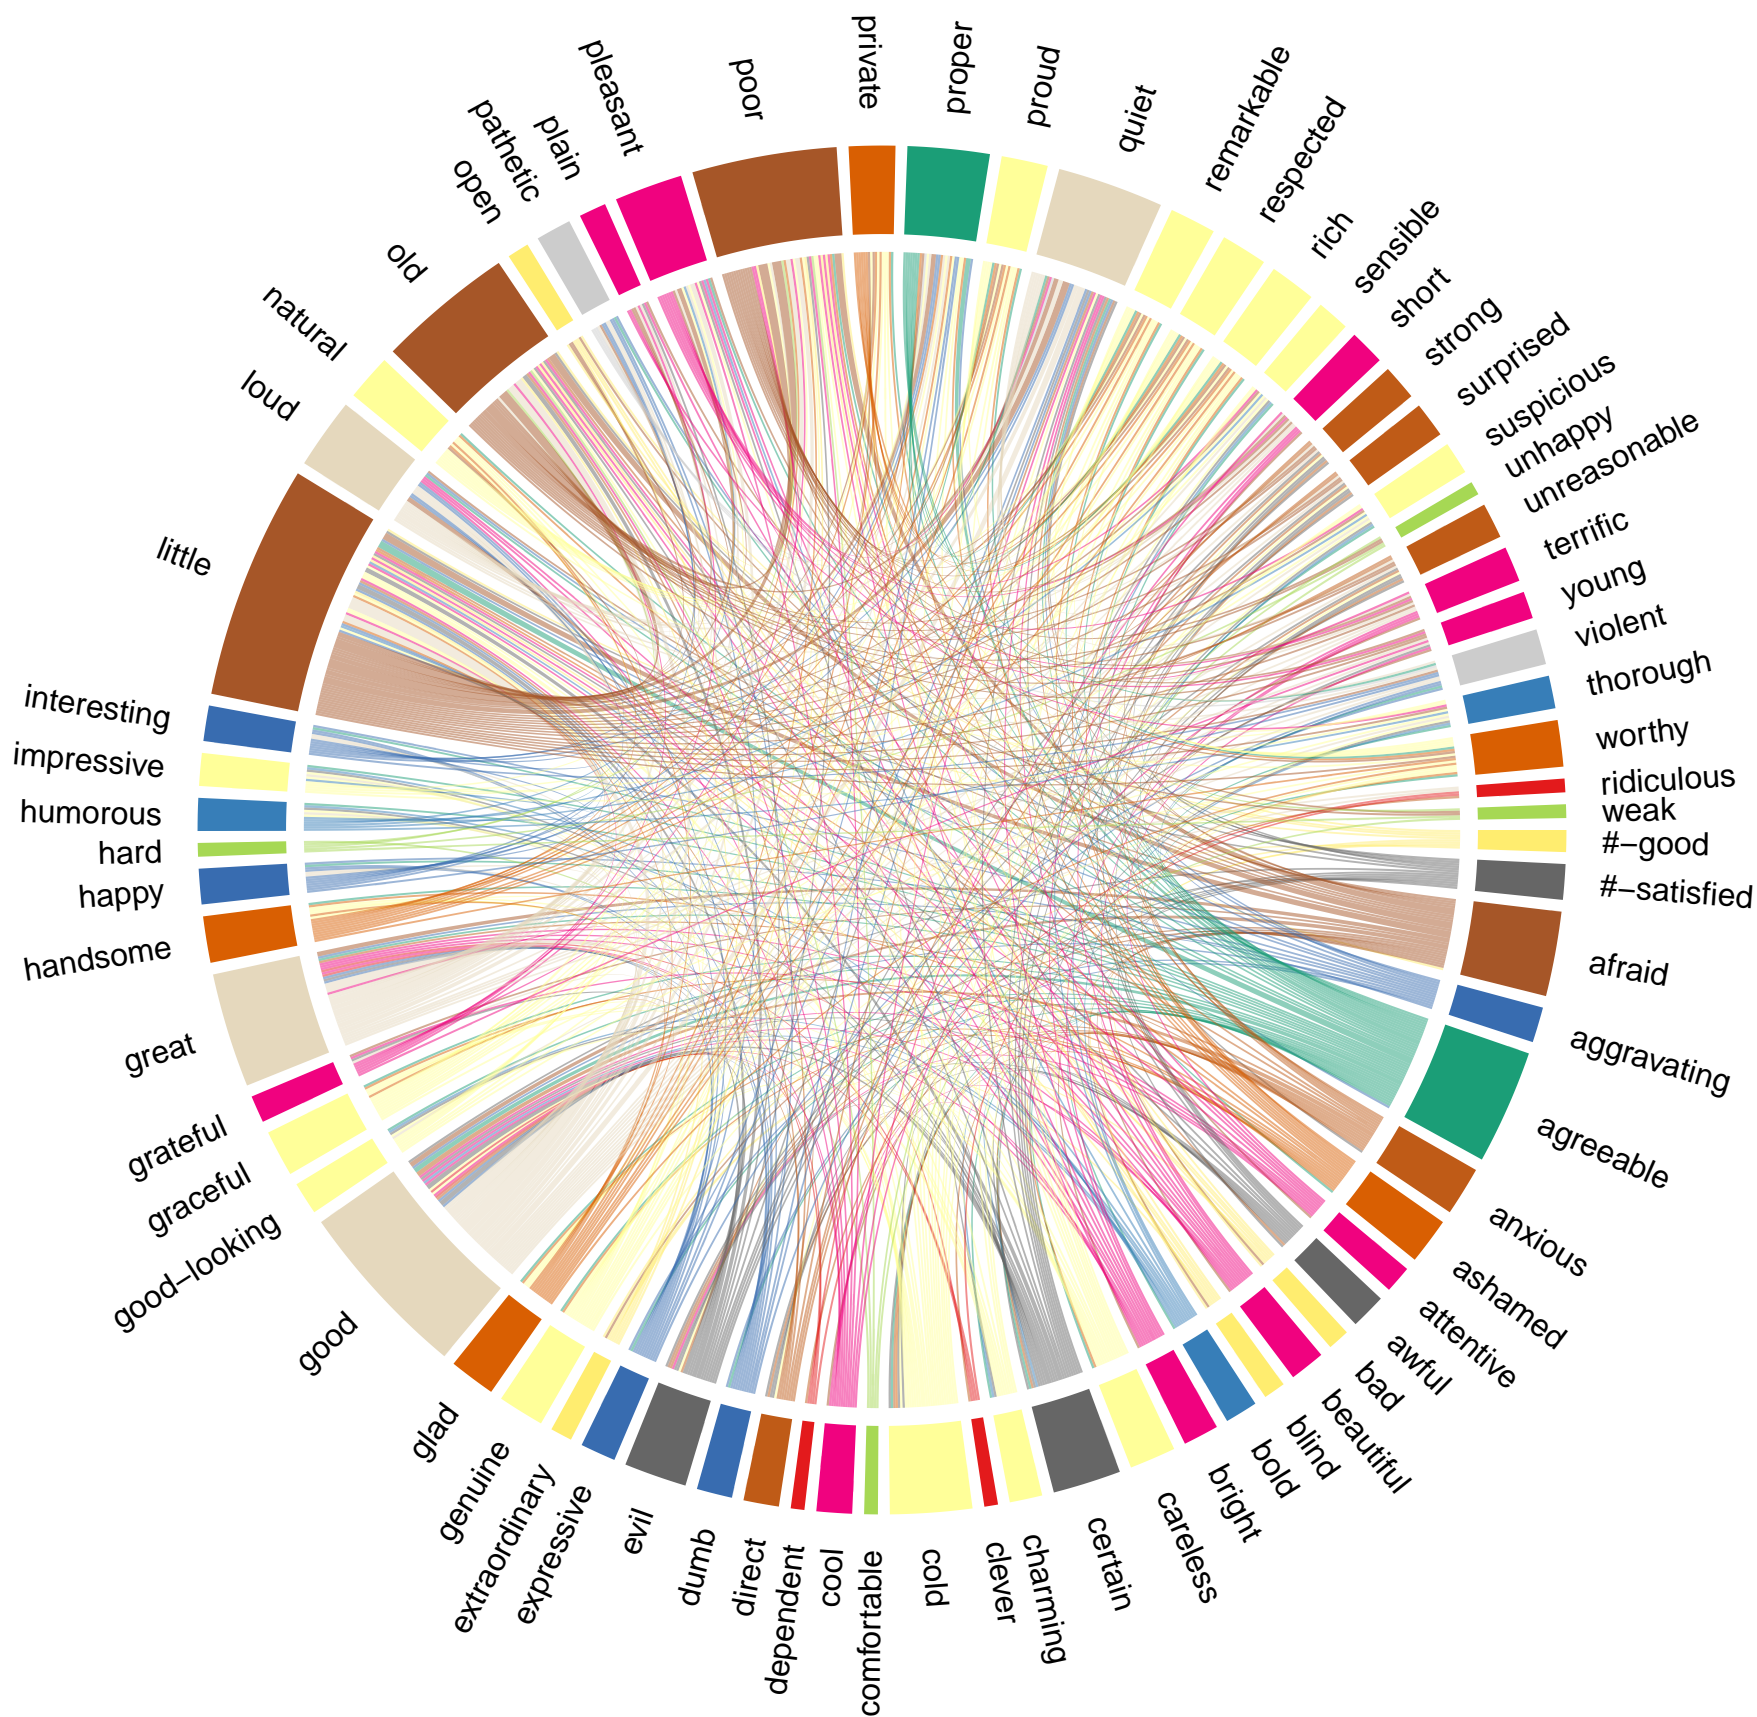 private
proper
proud
quiet
remarkable
respected
rich
sensible
short
strong
surprised
suspicious
unhappy
unreasonable
terrific
young
violent
thorough
worthy
ridiculous
weak
#–good
#–satisfied
afraid
aggravating
agreeable
anxious
ashamed
attentive
awful
bad
beautiful
blind
bold
bright
careless
certain
charming
clever
cold
comfortable
cool
dependent
direct
dumb
evil
expressive
extraordinary
genuine
glad
good
good–looking
graceful
grateful
great
handsome
happy
hard
humorous
impressive
interesting
little
loud
natural
old
open
pathetic
plain
pleasant
poor